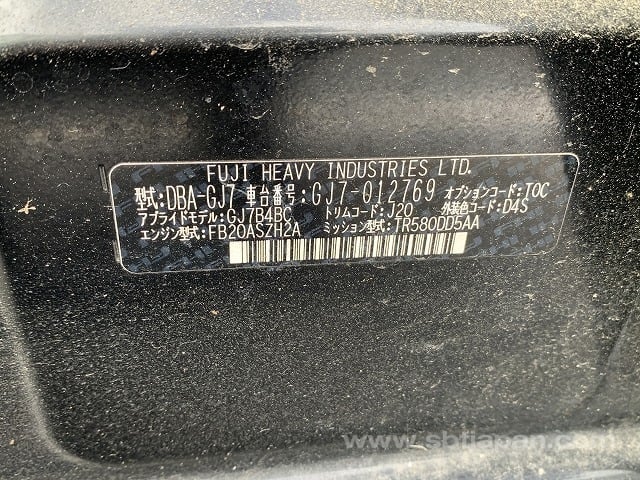 FUJI HEAVY INDUSTRIES LTD.
型式: DBA-GJ7 車台番号: GJ7-012769 オプションコード: TOC
アプライドモデル: GJ7B4BC トリムコード: J20 外装色コード: D4S
エンジン型式: FB20ASZH2A ミッション型式: TR580DD5AA
www.sbtjapan.com